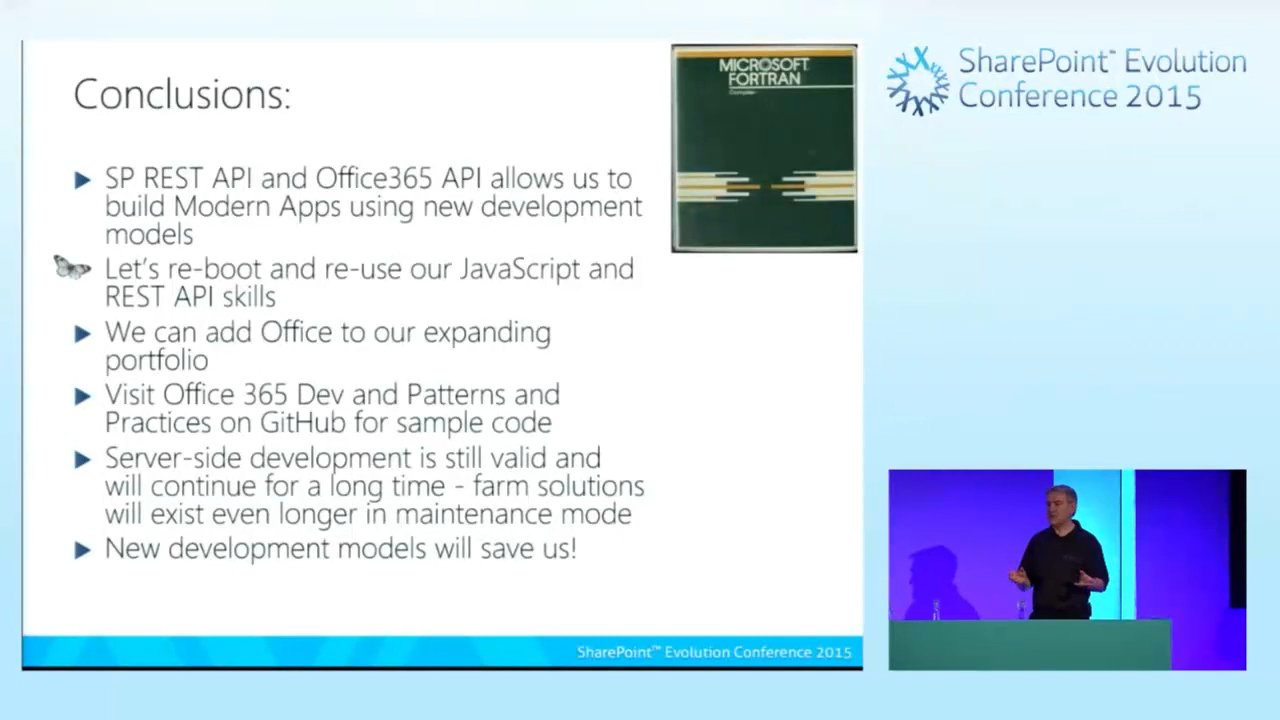 Conclusions:
MICROSOFT
FORTRAN
Compiler
SharePoint™ Evolution
Conference 2015
SP REST API and Office365 API allows us to
build Modern Apps using new development
models
Let's re-boot and re-use our JavaScript and
REST API skills
We can add Office to our expanding
portfolio
Visit Office 365 Dev and Patterns and
Practices on GitHub for sample code
Server-side development is still valid and
will continue for a long time - farm solutions
will exist even longer in maintenance mode
New development models will save us!
SharePoint™ Evolution Conference 2015